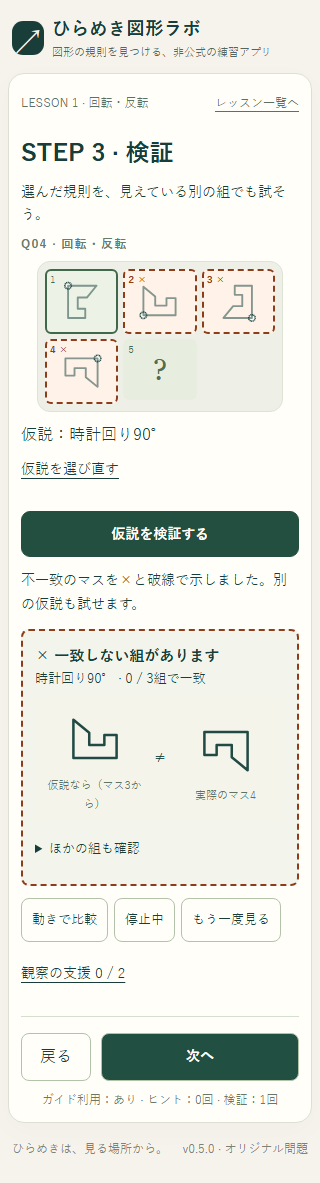 ひらめき図形ラボ
図形の規則を見つける、非公式の練習アプリ
LESSON 1 · 回転・反転
レッスン一覧へ
STEP 3 · 検証
選んだ規則を、見えている別の組でも試そ
う。
Q04 · 回転・反転
1
2 ×
3 ×
4 ×
5
?
仮説：時計回り90°
仮説を選び直す
仮説を検証する
不一致のマスを×と破線で示しました。別
の仮説も試せます。
× 一致しない組があります
時計回り90° · 0 / 3組で一致
≠
仮説なら（マス3か
ら）
実際のマス4
▶ ほかの組も確認
動きで比較
停止中
もう一度見る
観察の支援 0 / 2
戻る
次へ
ガイド利用：あり · ヒント：0回 · 検証：1回
ひらめきは、見る場所から。
v0.5.0 · オリジナル問題